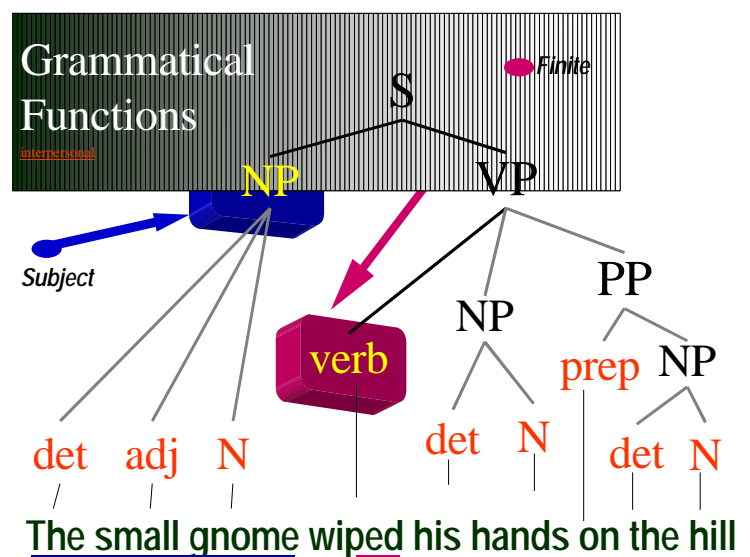 Grammatical
Functions
interpersonal
Finite
S
NP VP
Subject
PP
NP
verb
prep NP
det adj N det N det N
The small gnome wiped his hands on the hill